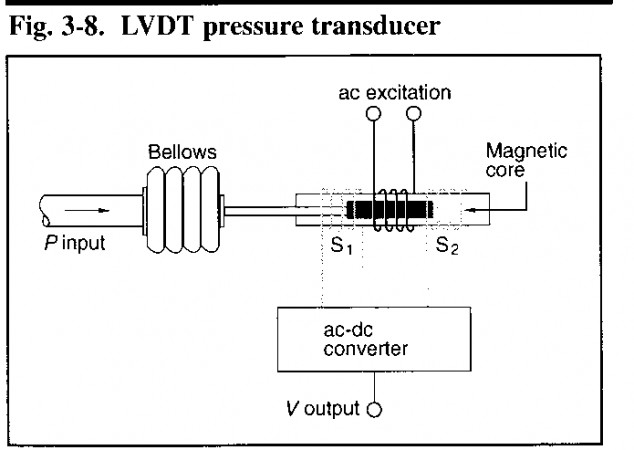 Fig. 3-8. LVDT pressure transducer
ac excitation
Bellows
Magnetic
core
P input
S1
S2
ac-dc
converter
V output